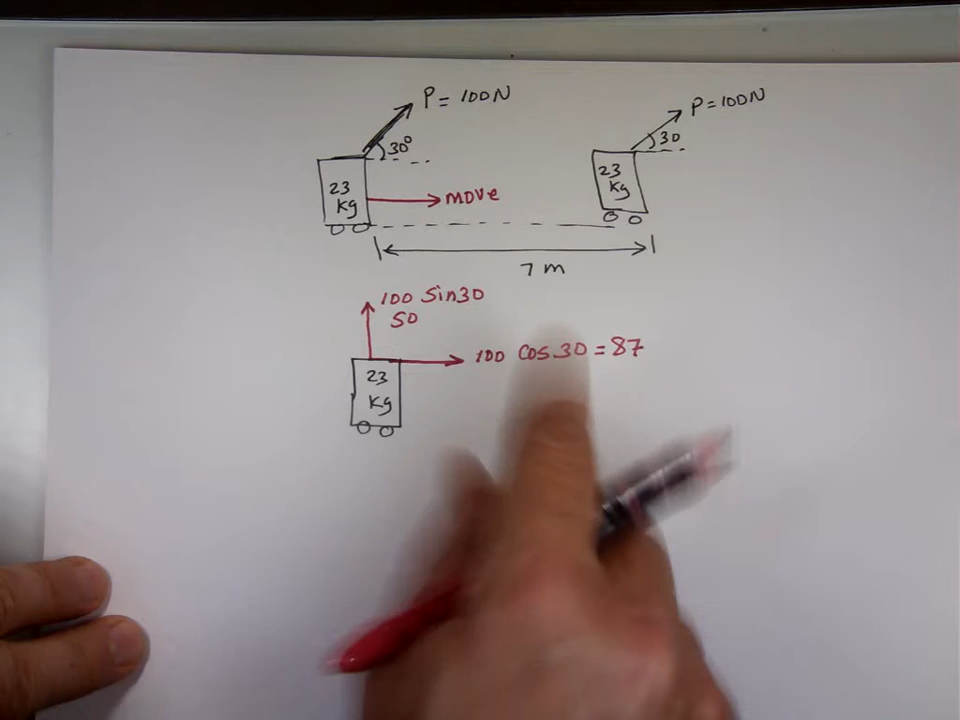 P = 100N
30°
23
kg
move
P = 100N
30
23
kg
7 m
100 Sin30
50
100 Cos 30 = 87
23
kg